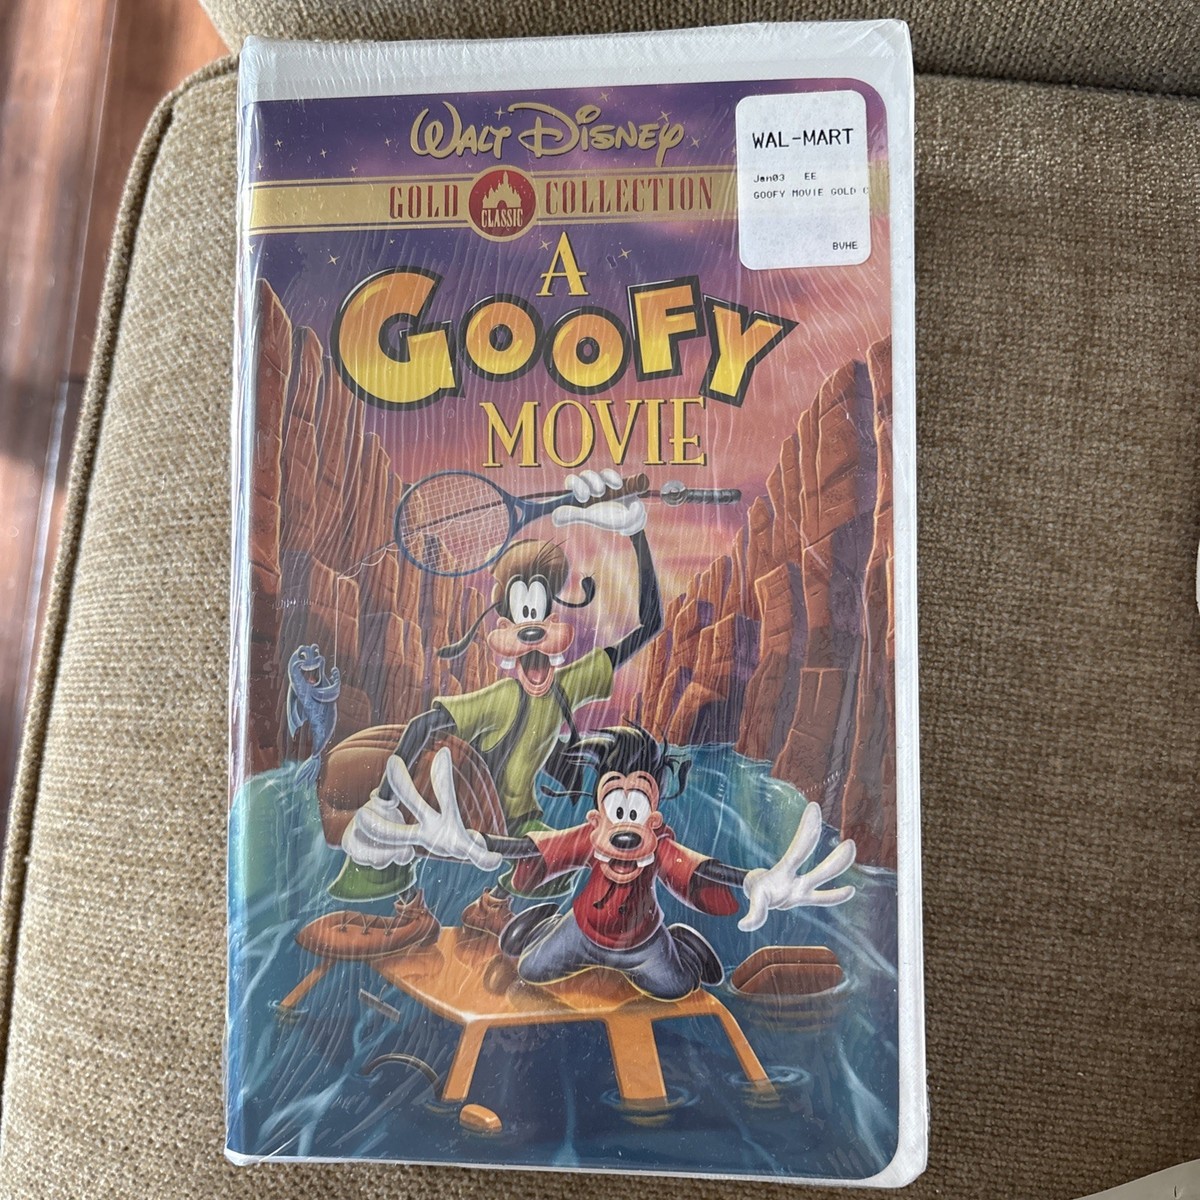 WALT DISNEY
GOLD CLASSIC COLLECTION
A
GOOFY
MOVIE
WAL-MART
Jan03 EE
GOOFY MOVIE GOLD C
BVHE